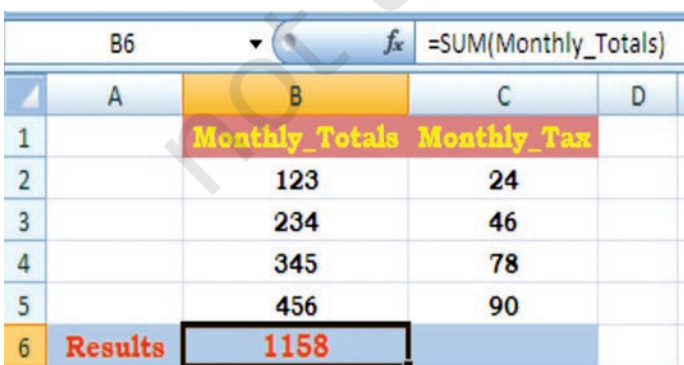 B6 fx =SUM(Monthly_Totals)
A B C D
1 Monthly_Totals Monthly_Tax
2 123 24
3 234 46
4 345 78
5 456 90
6 Results 1158
not